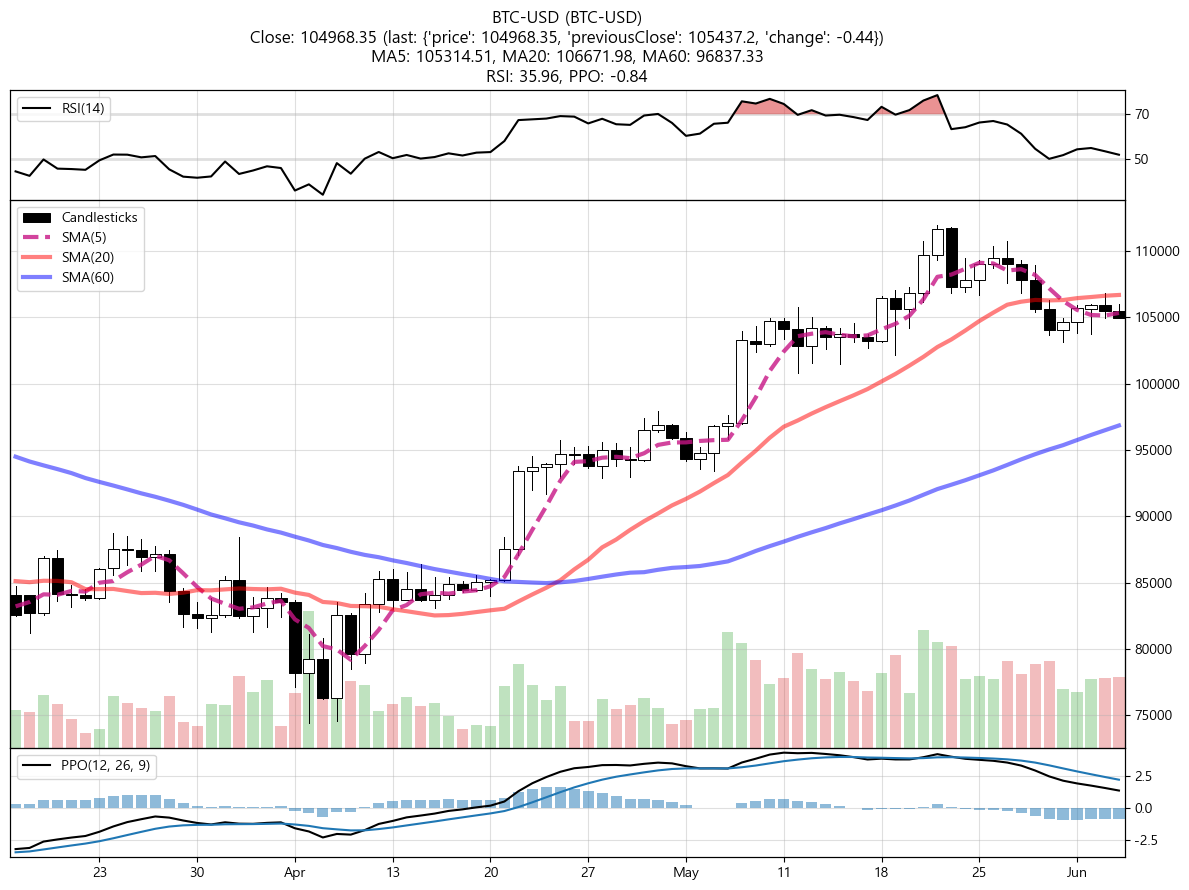 BTC-USD (BTC-USD)
Close: 104968.35 (last: {'price': 104968.35, 'previousClose': 105437.2, 'change': -0.44})
MA5: 105314.51, MA20: 106671.98, MA60: 96837.33
RSI: 35.96, PPO: -0.84
RSI(14)
70
50
Candlesticks
SMA(5)
SMA(20)
SMA(60)
110000
105000
100000
95000
90000
85000
80000
75000
PPO(12, 26, 9)
2.5
0.0
-2.5
23 30 Apr 13 20 27 May 11 18 25 Jun